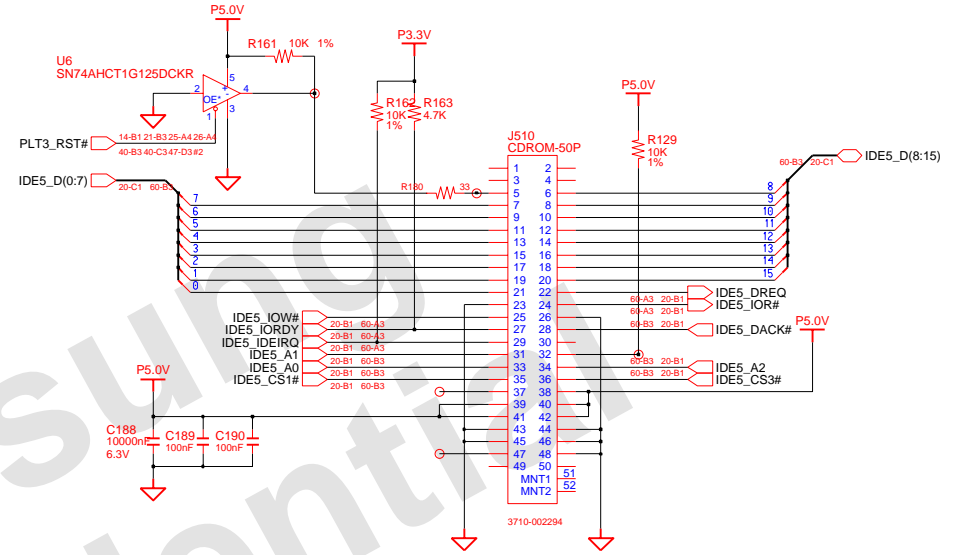 P5.0V
R161 10K 1%
P3.3V
U6
SN74AHCT1G125DCKR
P5.0V
5
2 OE* + - 4
1 3
R162 R163
10K 4.7K
1%
PLT3_RST#
14-B1 21-B3 25-A4 26-A4
40-B3 40-C3 47-D3 #2
J510
CDROM-50P
R129
10K
1%
IDE5_D(0:7)
20-C1 60-B3
60-B3 20-C1
IDE5_D(8:15)
R180 33
1 2
3 4
5 6 8
7 7 8 9
6 9 10 10
5 11 12 11
4 13 14 12
3 15 16 13
2 17 18 14
1 19 20 15
0 21 22 IDE5_DREQ
23 24 60-A3 20-B1 IDE5_IOR#
60-A3 20-B1
IDE5_IOW# 25 26
IDE5_IORDY 20-B1 60-A3 27 28 60-B3 20-B1 IDE5_DACK#
IDE5_IDEIRQ 20-B1 60-A3 29 30
IDE5_A1 20-B1 60-A3 31 32
IDE5_A0 20-B1 60-B3 33 34 60-B3 20-B1 IDE5_A2
IDE5_CS1# 20-B1 60-B3 35 36 60-B3 20-B1 IDE5_CS3#
20-B1 60-B3
P5.0V
P5.0V
37 38
39 40
41 42
43 44
45 46
47 48
49 50
MNT1 51
MNT2 52
C188 C189 C190
10000nF 100nF 100nF
6.3V
3710-002294
sung
dential